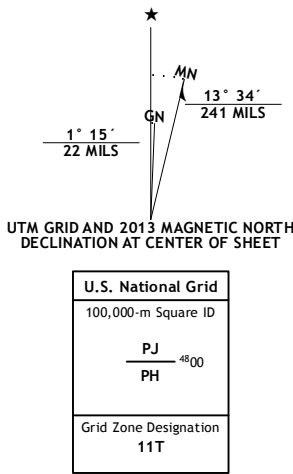 ★
MN
GN
13° 34´
241 MILS
1° 15´
22 MILS
UTM GRID AND 2013 MAGNETIC NORTH
DECLINATION AT CENTER OF SHEET
U.S. National Grid
100,000-m Square ID
PJ
4800
PH
Grid Zone Designation
11T